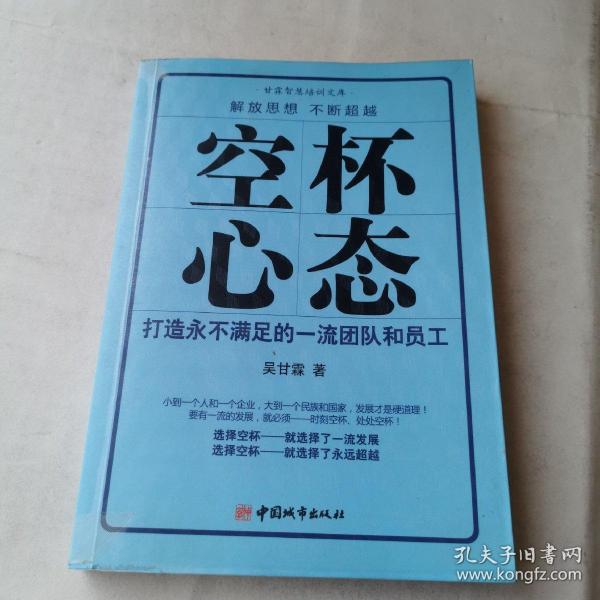 ·甘霖智慧培训文库·
解放思想 不断超越
空杯
心态
打造永不满足的一流团队和员工
吴甘霖 著
小到一个人和一个企业，大到一个民族和国家，发展才是硬道理！
要有一流的发展，就必须——时刻空杯、处处空杯！
选择空杯——就选择了一流发展
选择空杯——就选择了永远超越
中国城市出版社
孔夫子旧书网
www.kongfz.com